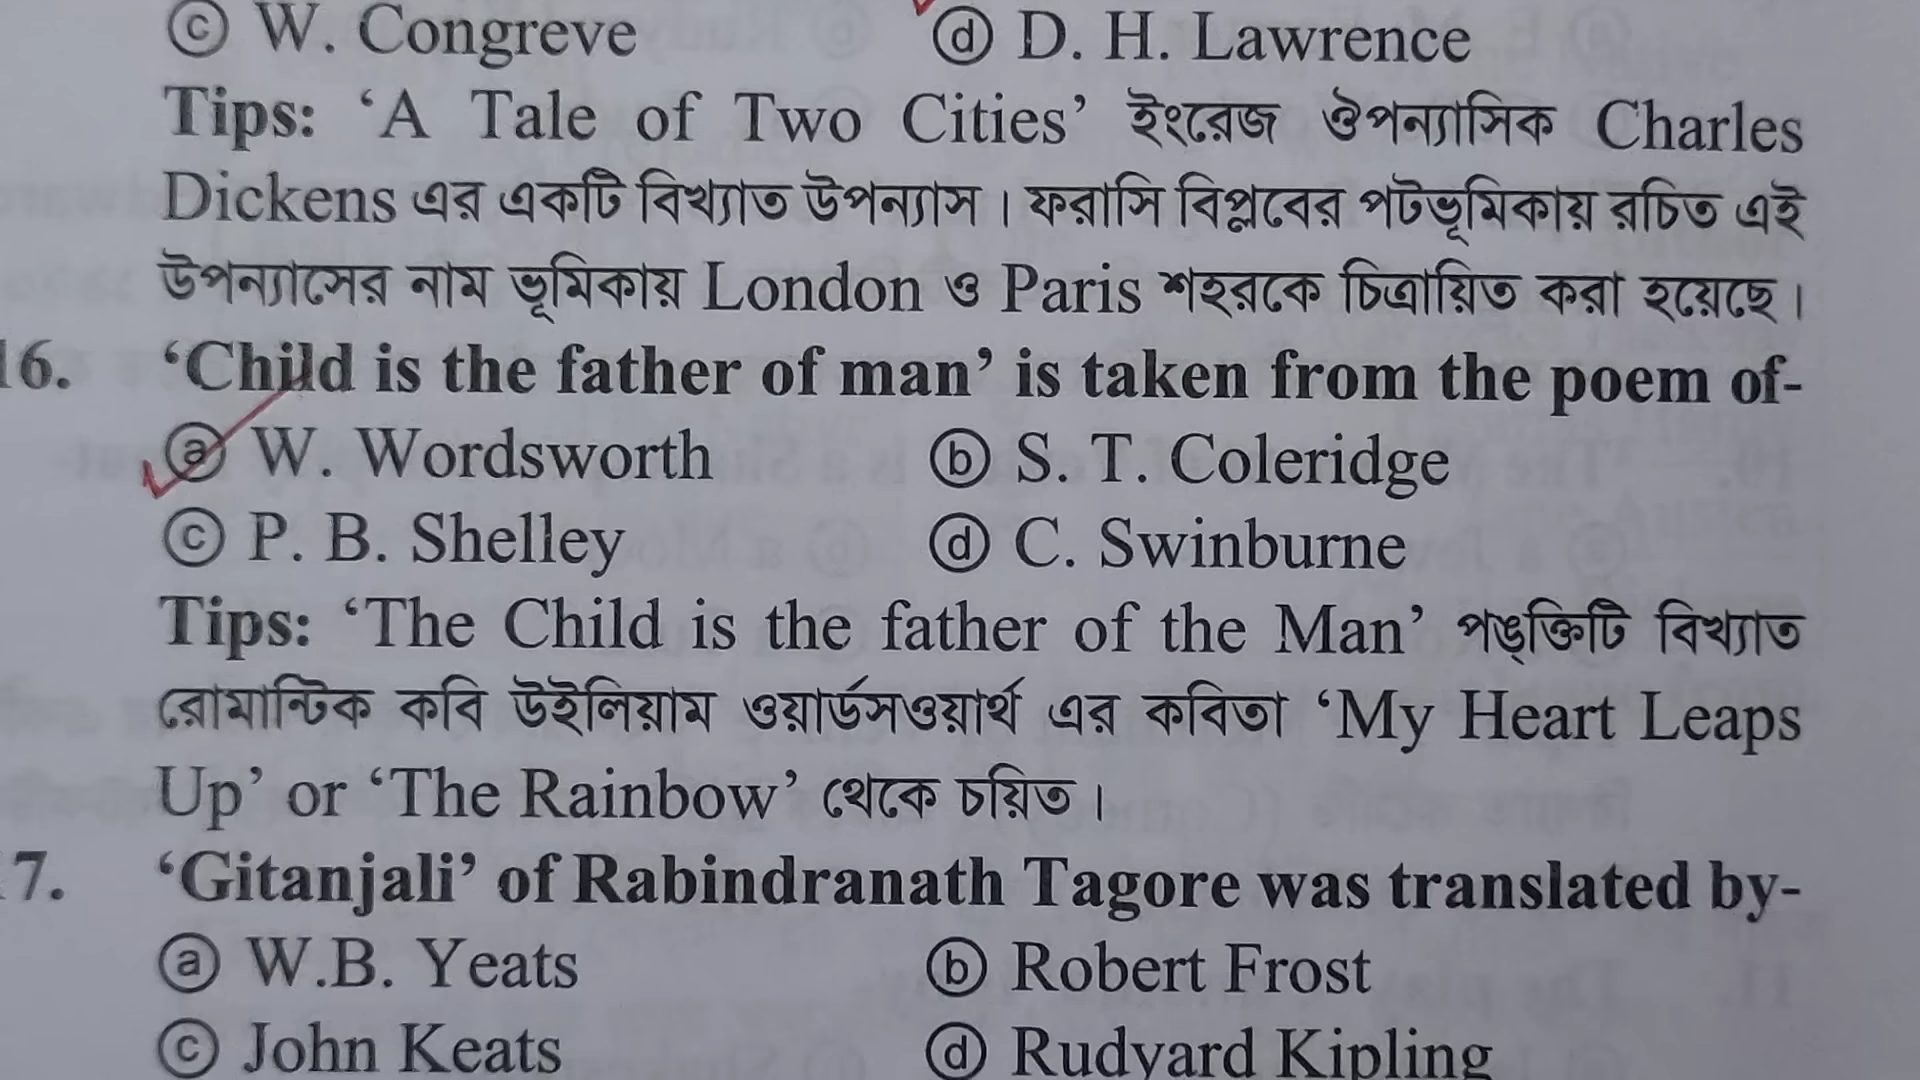 ⓒ W. Congreve ⓓ D. H. Lawrence
Tips: ‘A Tale of Two Cities’ ইংরেজ ঔপন্যাসিক Charles
Dickens এর একটি বিখ্যাত উপন্যাস। ফরাসি বিপ্লবের পটভূমিকায় রচিত এই
উপন্যাসের নাম ভূমিকায় London ও Paris শহরকে চিত্রায়িত করা হয়েছে।
16. ‘Child is the father of man’ is taken from the poem of-
ⓐ W. Wordsworth ⓑ S. T. Coleridge
ⓒ P. B. Shelley ⓓ C. Swinburne
Tips: ‘The Child is the father of the Man’ পঙ্‌ক্তিটি বিখ্যাত
রোমান্টিক কবি উইলিয়াম ওয়ার্ডসওয়ার্থ এর কবিতা ‘My Heart Leaps
Up’ or ‘The Rainbow’ থেকে চয়িত।
7. ‘Gitanjali’ of Rabindranath Tagore was translated by-
ⓐ W.B. Yeats ⓑ Robert Frost
ⓒ John Keats ⓓ Rudyard Kipling